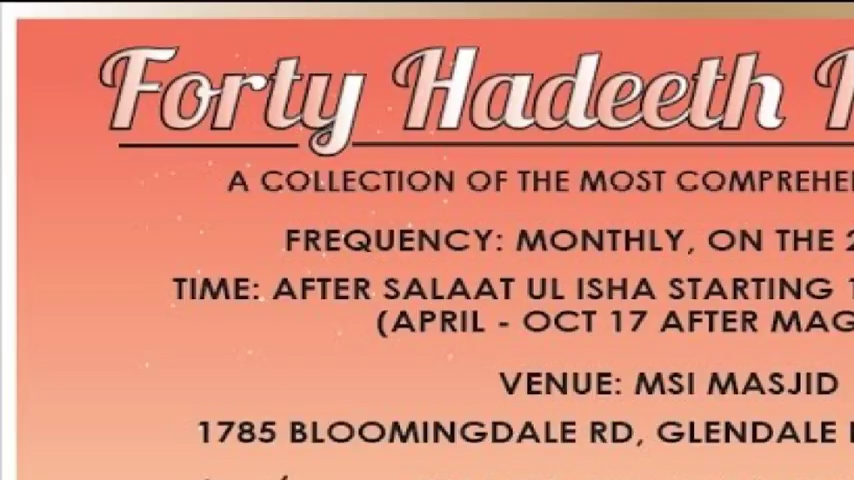 Forty Hadeeth
A COLLECTION OF THE MOST
FREQUENCY: MONTHLY, ON THE
TIME: AFTER SALAAT UL ISHA STARTING
(APRIL - OCT 17 AFTER
VENUE: MSI MASJID
1785 BLOOMINGDALE RD, GLENDALE